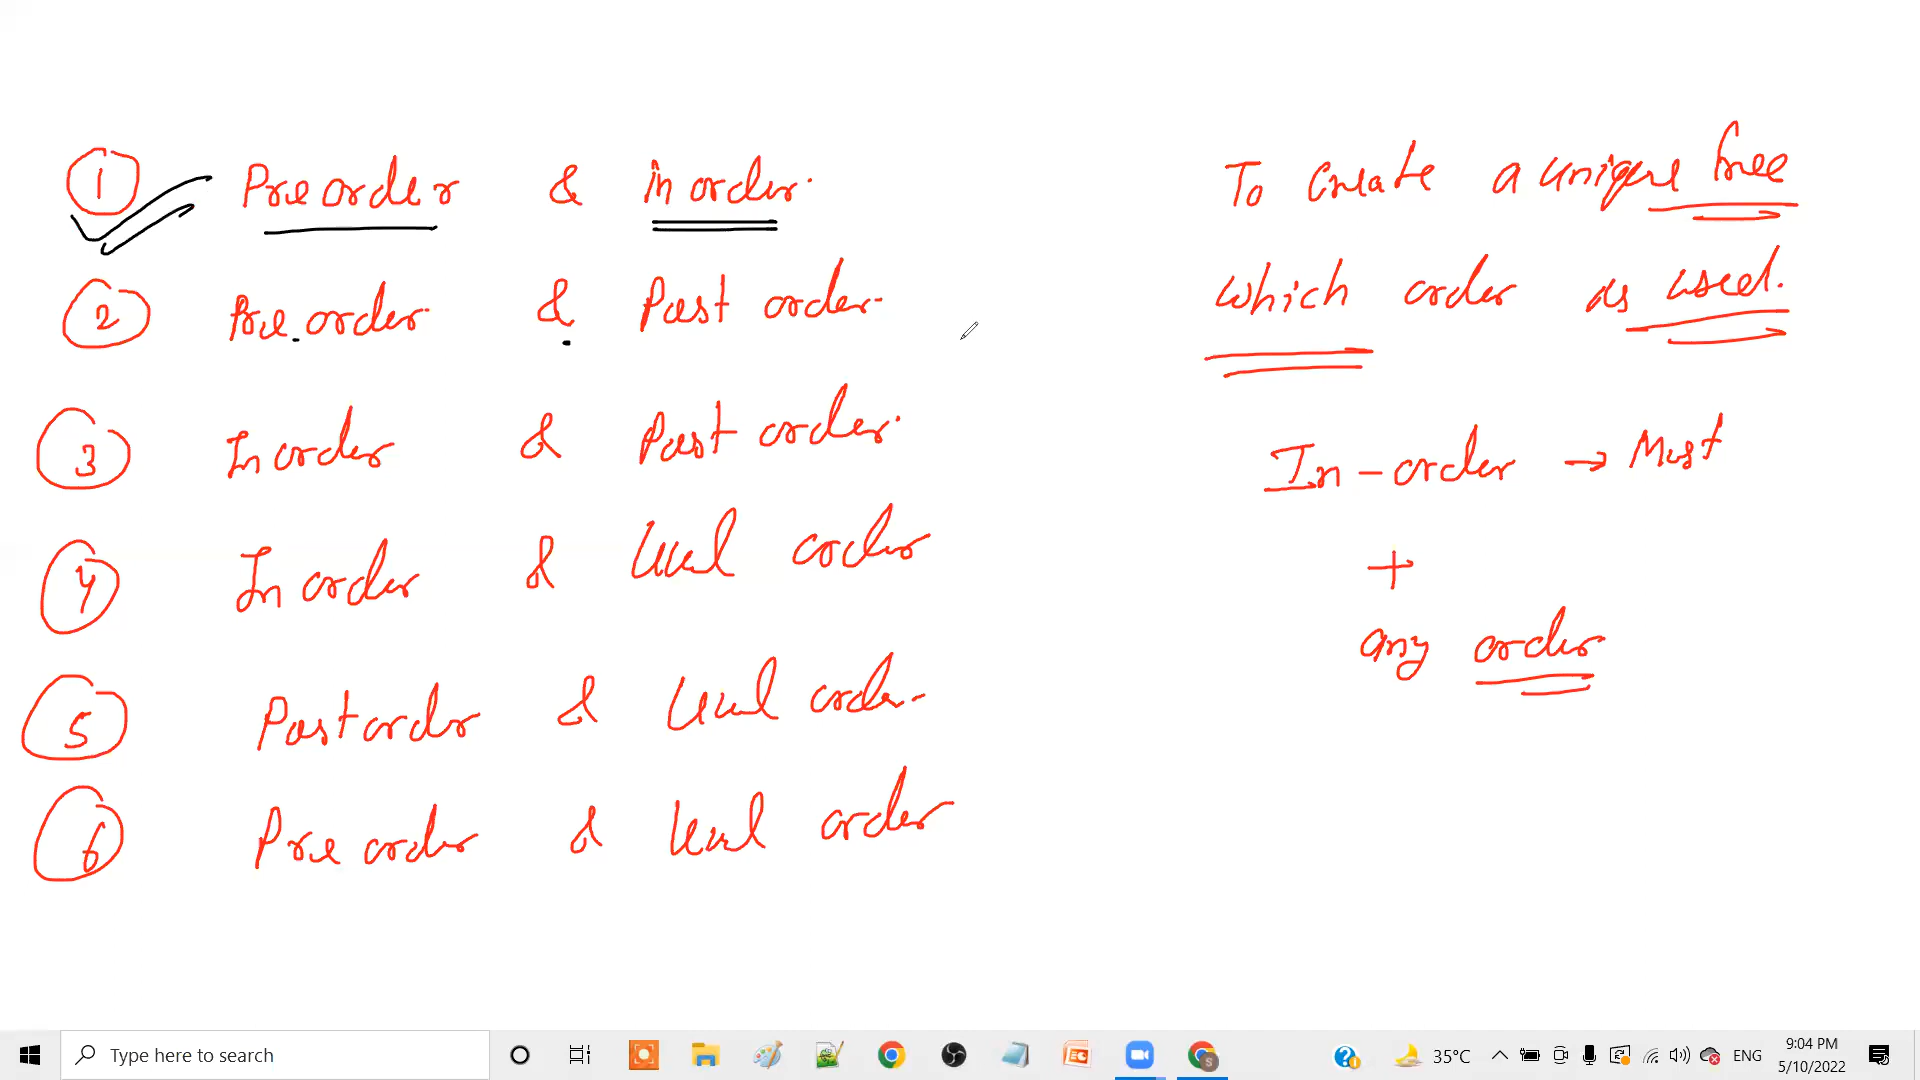 1 Preorder & Inorder.
2 Pre order & Post order.
3 Inorder & Post order.
4 Inorder & level order
5 Postorder & level order.
6 Pre order & level order
To create a unique tree
which order is used.
In-order → Must
+
any order
Type here to search
35°C
ENG
9:04 PM
5/10/2022